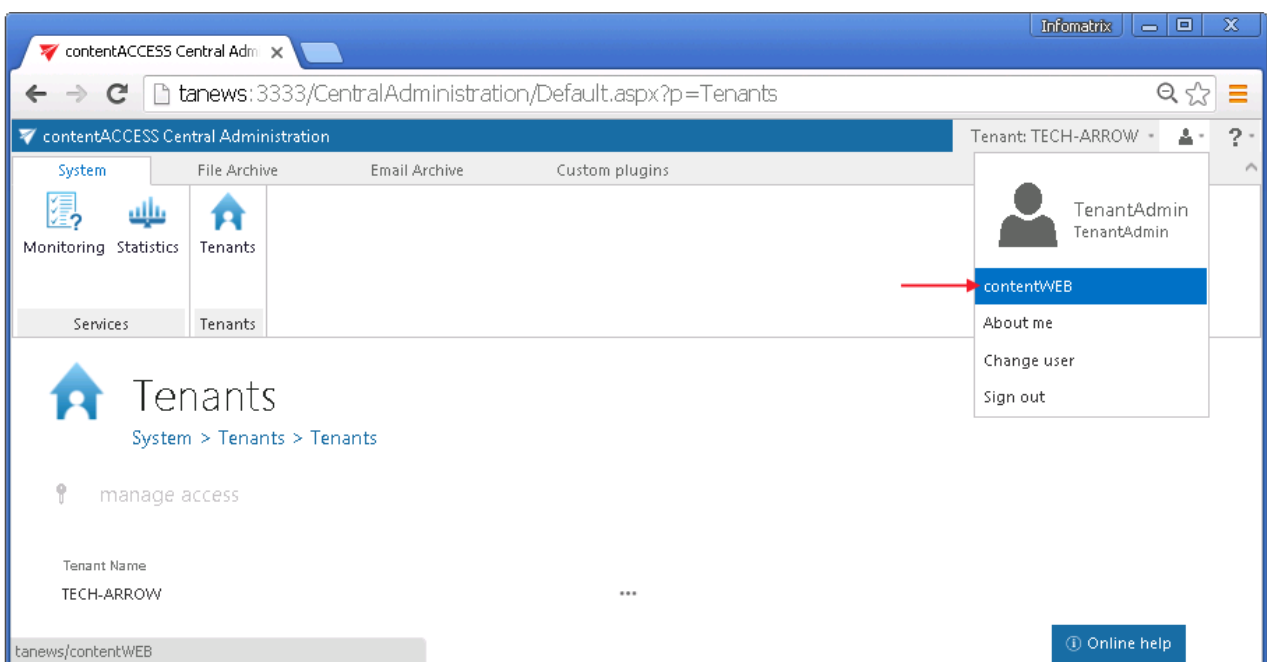 Infomatrix
contentACCESS Central Adm
tanews:3333/CentralAdministration/Default.aspx?p=Tenants
contentACCESS Central Administration
Tenant: TECH-ARROW
?
System File Archive Email Archive Custom plugins
TenantAdmin
TenantAdmin
Monitoring Statistics Tenants
Services Tenants
contentWEB
About me
Change user
Sign out
Tenants
System > Tenants > Tenants
manage access
Tenant Name
TECH-ARROW ...
Online help
tanews/contentWEB